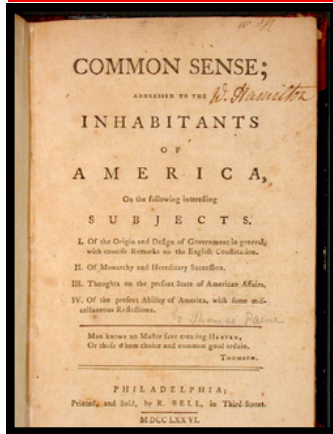 COMMON SENSE;
ADDRESSED TO THE
W. Hamilton
INHABITANTS
OF
AMERICA,
On the following interesting
SUBJECTS.
I. Of the Origin and Design of Government in general,
with concise Remarks on the English Constitution.
II. Of Monarchy and Hereditary Succession.
III. Thoughts on the present State of American Affairs.
IV. Of the present Ability of America, with some mis-
cellaneous Reflections.
Thomas Paine
Man knows no Master save creating HEAVEN,
Or those whom choice and common good ordain.
THOMSON.
PHILADELPHIA;
Printed, and Sold, by R. BELL, in Third-Street.
MDCCLXXVI.